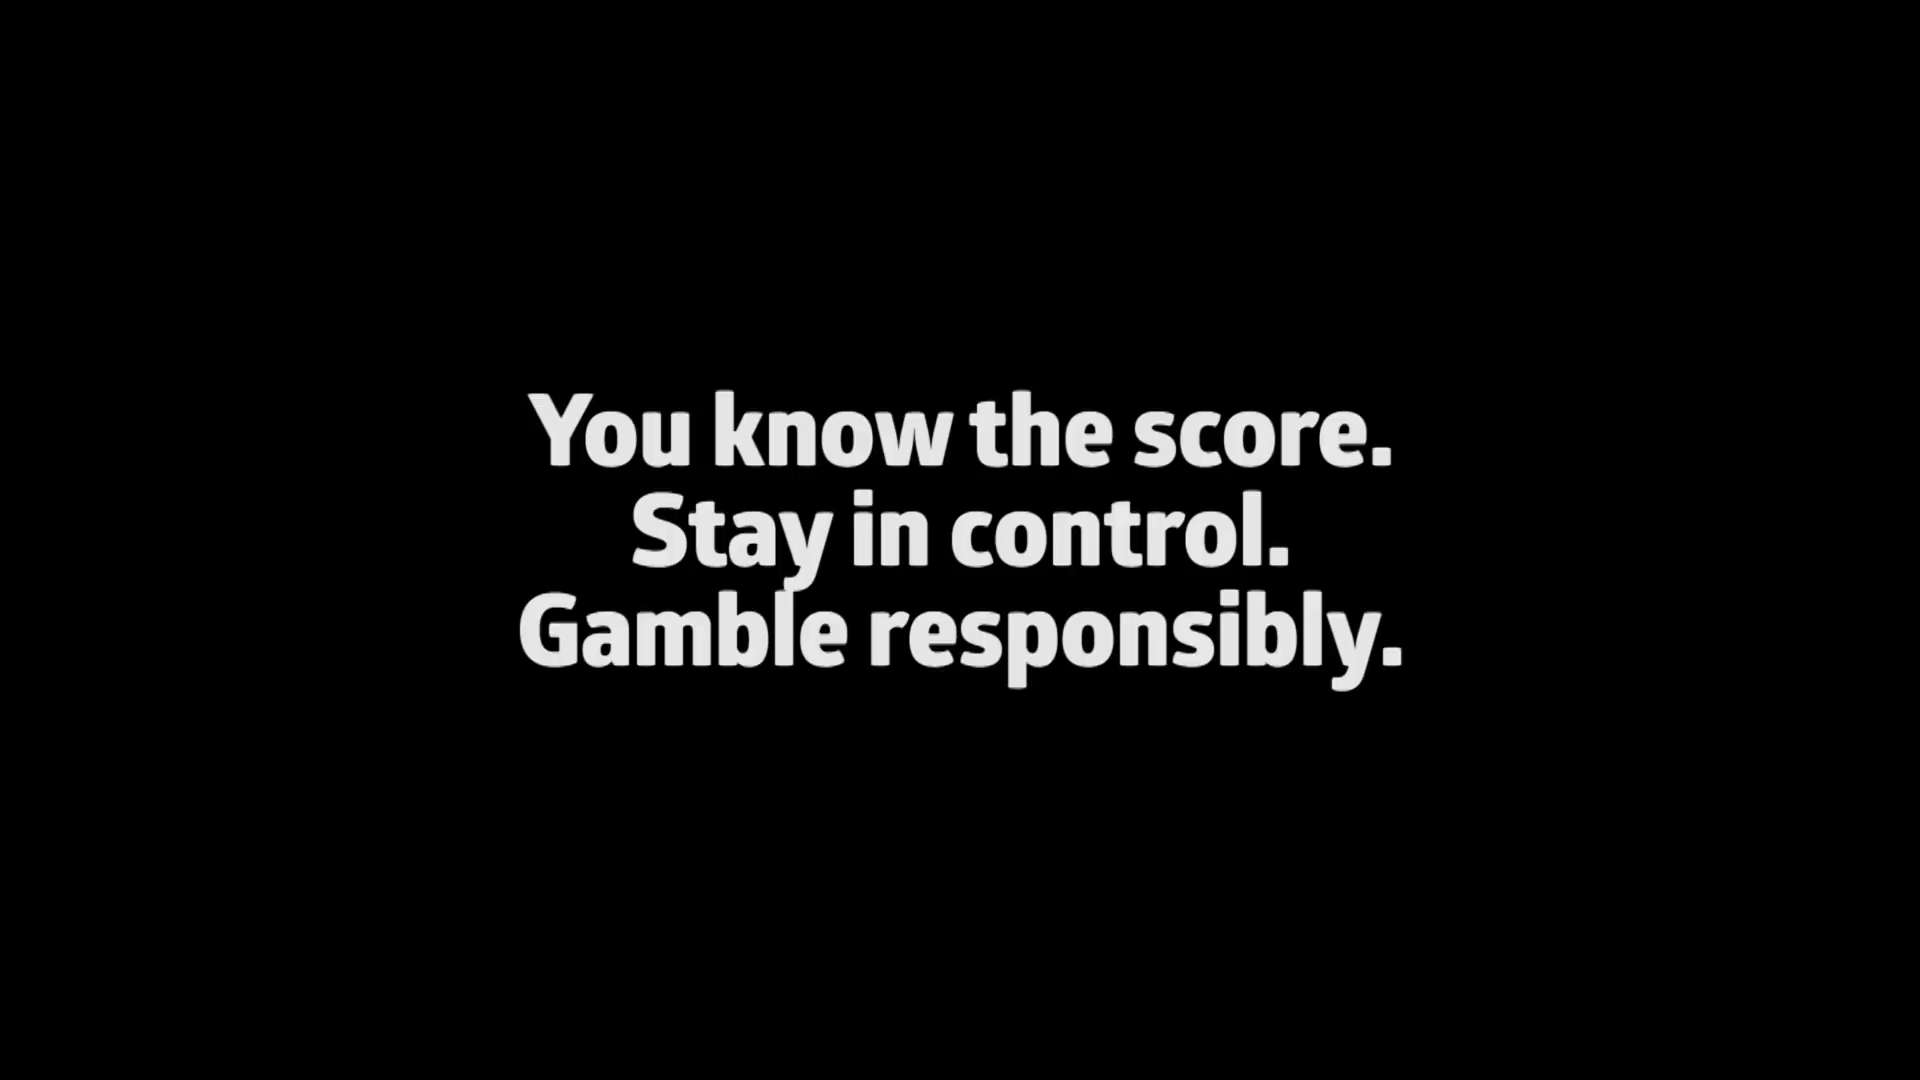 You know the score.
Stay in control.
Gamble responsibly.